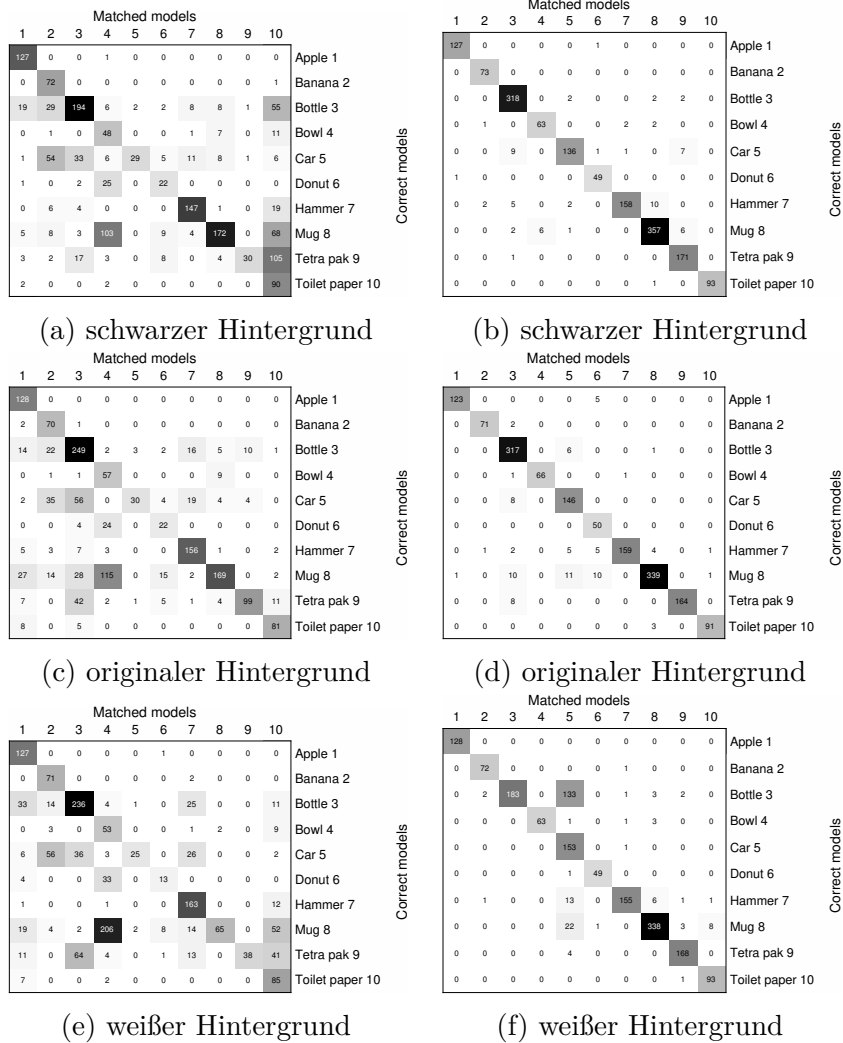 Matched models
1 2 3 4 5 6 7 8 9 10
127 0 0 1 0 0 0 0 0 0 Apple 1
0 72 0 0 0 0 0 0 0 1 Banana 2
19 29 194 6 2 2 8 8 1 55 Bottle 3
0 1 0 48 0 0 1 7 0 11 Bowl 4
1 54 33 6 29 5 11 8 1 6 Car 5
1 0 2 25 0 22 0 0 0 0 Donut 6
0 6 4 0 0 0 147 1 0 19 Hammer 7
5 8 3 103 0 9 4 172 0 68 Mug 8
3 2 17 3 0 8 0 4 30 105 Tetra pak 9
2 0 0 2 0 0 0 0 0 90 Toilet paper 10
Correct models
(a) schwarzer Hintergrund
Matched models
1 2 3 4 5 6 7 8 9 10
127 0 0 0 0 1 0 0 0 0 Apple 1
0 73 0 0 0 0 0 0 0 0 Banana 2
0 0 318 0 2 0 0 2 2 0 Bottle 3
0 1 0 63 0 0 2 2 0 0 Bowl 4
0 0 9 0 136 1 1 0 7 0 Car 5
1 0 0 0 0 49 0 0 0 0 Donut 6
0 2 5 0 2 0 158 10 0 0 Hammer 7
0 0 2 6 1 0 0 357 6 0 Mug 8
0 0 1 0 0 0 0 0 171 0 Tetra pak 9
0 0 0 0 0 0 0 1 0 93 Toilet paper 10
Correct models
(b) schwarzer Hintergrund
Matched models
1 2 3 4 5 6 7 8 9 10
128 0 0 0 0 0 0 0 0 0 Apple 1
2 70 1 0 0 0 0 0 0 0 Banana 2
14 22 249 2 3 2 16 5 10 1 Bottle 3
0 1 1 57 0 0 0 9 0 0 Bowl 4
2 35 56 0 30 4 19 4 4 0 Car 5
0 0 4 24 0 22 0 0 0 0 Donut 6
5 3 7 3 0 0 156 1 0 2 Hammer 7
27 14 28 115 0 15 2 169 0 2 Mug 8
7 0 42 2 1 5 1 4 99 11 Tetra pak 9
8 0 5 0 0 0 0 0 0 81 Toilet paper 10
Correct models
(c) originaler Hintergrund
Matched models
1 2 3 4 5 6 7 8 9 10
123 0 0 0 0 5 0 0 0 0 Apple 1
0 71 2 0 0 0 0 0 0 0 Banana 2
0 0 317 0 6 0 0 1 0 0 Bottle 3
0 0 1 66 0 0 1 0 0 0 Bowl 4
0 0 8 0 146 0 0 0 0 0 Car 5
0 0 0 0 0 50 0 0 0 0 Donut 6
0 1 2 0 5 5 159 4 0 1 Hammer 7
1 0 10 0 11 10 0 339 0 1 Mug 8
0 0 8 0 0 0 0 0 164 0 Tetra pak 9
0 0 0 0 0 0 0 3 0 91 Toilet paper 10
Correct models
(d) originaler Hintergrund
Matched models
1 2 3 4 5 6 7 8 9 10
127 0 0 0 0 1 0 0 0 0 Apple 1
0 71 0 0 0 0 2 0 0 0 Banana 2
33 14 236 4 1 0 25 0 0 11 Bottle 3
0 3 0 53 0 0 1 2 0 9 Bowl 4
6 56 36 3 25 0 26 0 0 2 Car 5
4 0 0 33 0 13 0 0 0 0 Donut 6
1 0 0 1 0 0 163 0 0 12 Hammer 7
19 4 2 206 2 8 14 65 0 52 Mug 8
11 0 64 4 0 1 13 0 38 41 Tetra pak 9
7 0 0 2 0 0 0 0 0 85 Toilet paper 10
Correct models
(e) weißer Hintergrund
Matched models
1 2 3 4 5 6 7 8 9 10
128 0 0 0 0 0 0 0 0 0 Apple 1
0 72 0 0 0 0 1 0 0 0 Banana 2
0 2 183 0 133 0 1 3 2 0 Bottle 3
0 0 0 63 1 0 1 3 0 0 Bowl 4
0 0 0 0 153 0 0 1 0 0 Car 5
0 0 0 0 0 49 1 0 0 0 Donut 6
0 1 0 0 13 0 155 6 1 1 Hammer 7
0 0 0 0 22 1 0 338 3 8 Mug 8
0 0 0 0 4 0 0 0 168 0 Tetra pak 9
0 0 0 0 0 0 0 0 1 93 Toilet paper 10
Correct models
(f) weißer Hintergrund